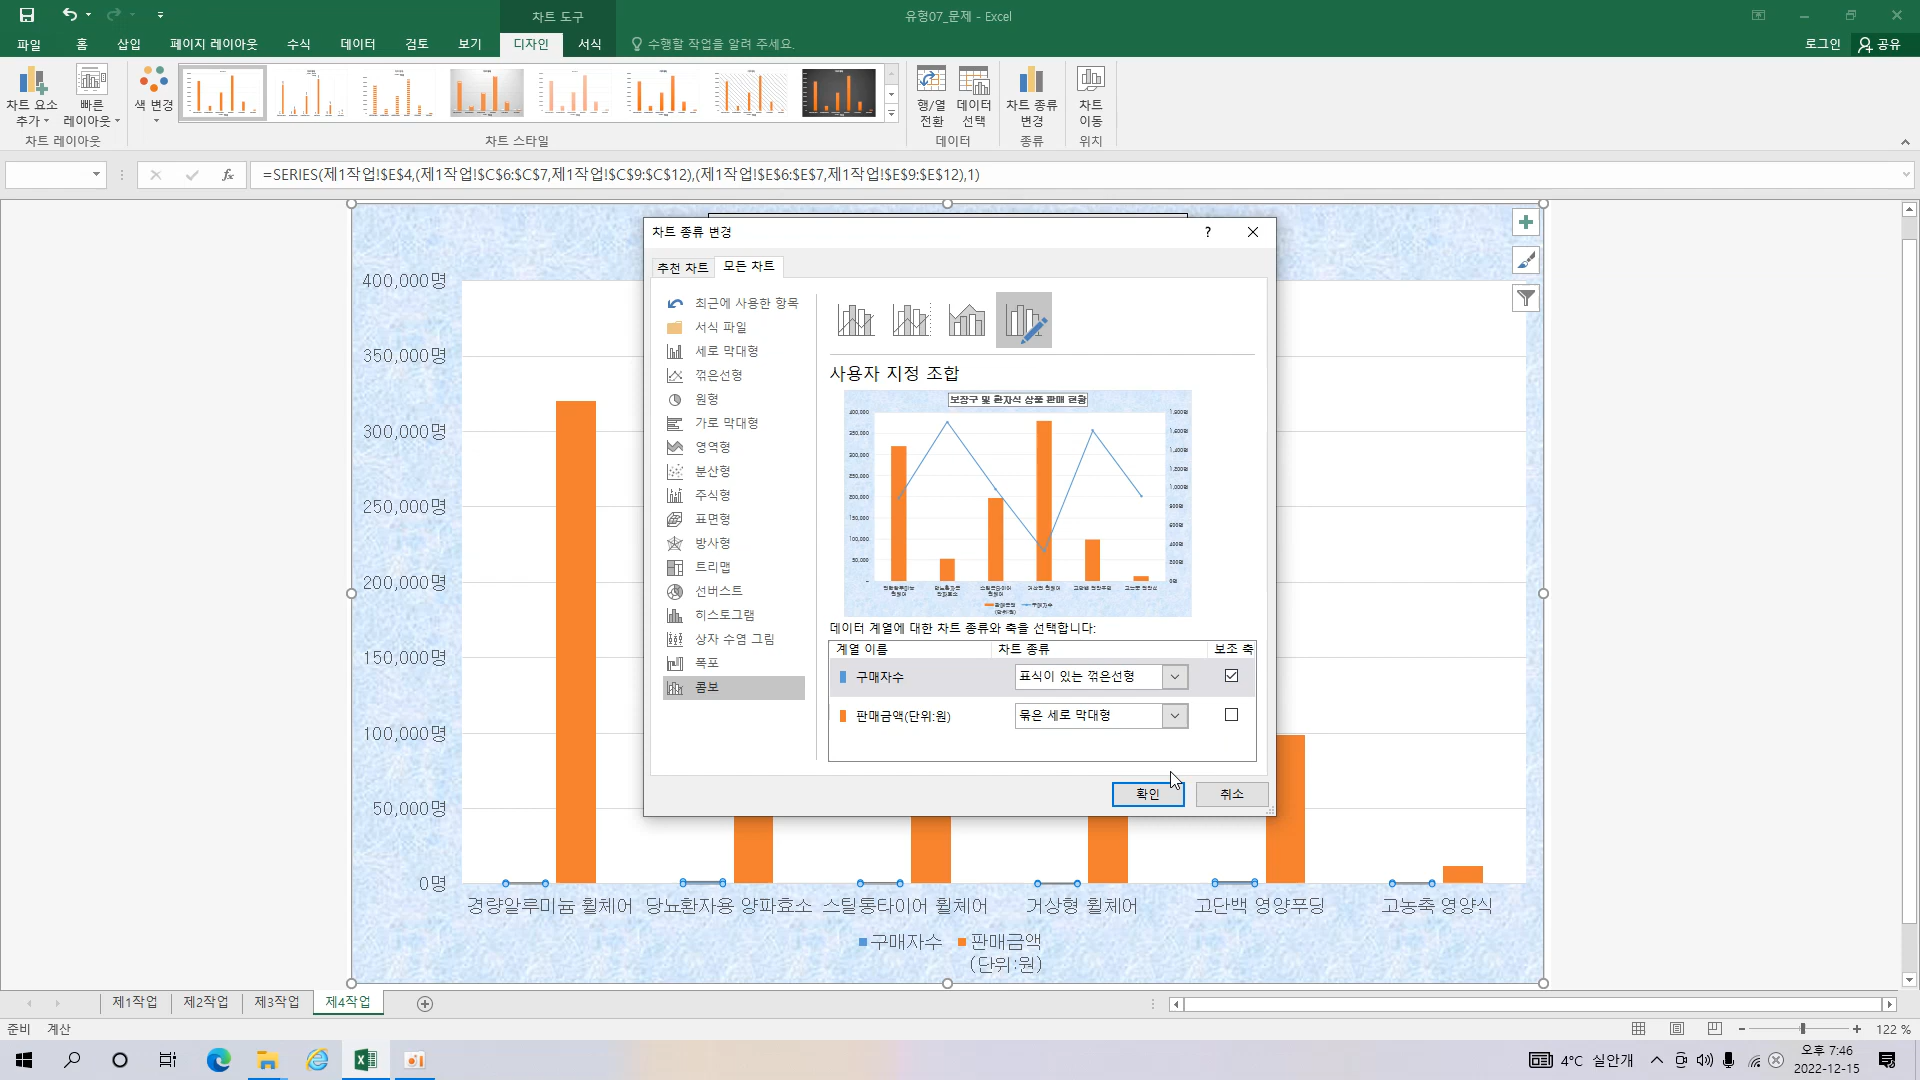 차트 도구
유형07_문제 - Excel
파일 홈 삽입 페이지 레이아웃 수식 데이터 검토 보기 디자인 서식 수행할 작업을 알려 주세요. 로그인 공유
차트 요소 추가
빠른 레이아웃
색 변경
행/열 전환
데이터 선택
차트 종류 변경
차트 이동
차트 레이아웃 차트 스타일 데이터 종류 위치
fx =SERIES(제1작업!$E$4,(제1작업!$C$6:$C$7,제1작업!$C$9:$C$12),(제1작업!$E$6:$E$7,제1작업!$E$9:$E$12),1)
차트 종류 변경 ?
추천 차트 모든 차트
최근에 사용한 항목
서식 파일
세로 막대형
꺾은선형
원형
가로 막대형
영역형
분산형
주식형
표면형
방사형
트리맵
선버스트
히스토그램
상자 수염 그림
폭포
콤보
사용자 지정 조합
보장구 및 환자식 상품 판매 현황
데이터 계열에 대한 차트 종류와 축을 선택합니다:
계열 이름 차트 종류 보조 축
구매자수 표식이 있는 꺾은선형
판매금액(단위:원) 묶은 세로 막대형
확인 취소
400,000명
350,000명
300,000명
250,000명
200,000명
150,000명
100,000명
50,000명
0명
경량알루미늄 휠체어 당뇨환자용 양파효소 스틸통타이어 휠체어 거상형 휠체어 고단백 영양푸딩 고농축 영양식
구매자수 판매금액
(단위:원)
제1작업 제2작업 제3작업 제4작업
준비 계산 122 %
4°C 실안개
오후 7:46
2022-12-15